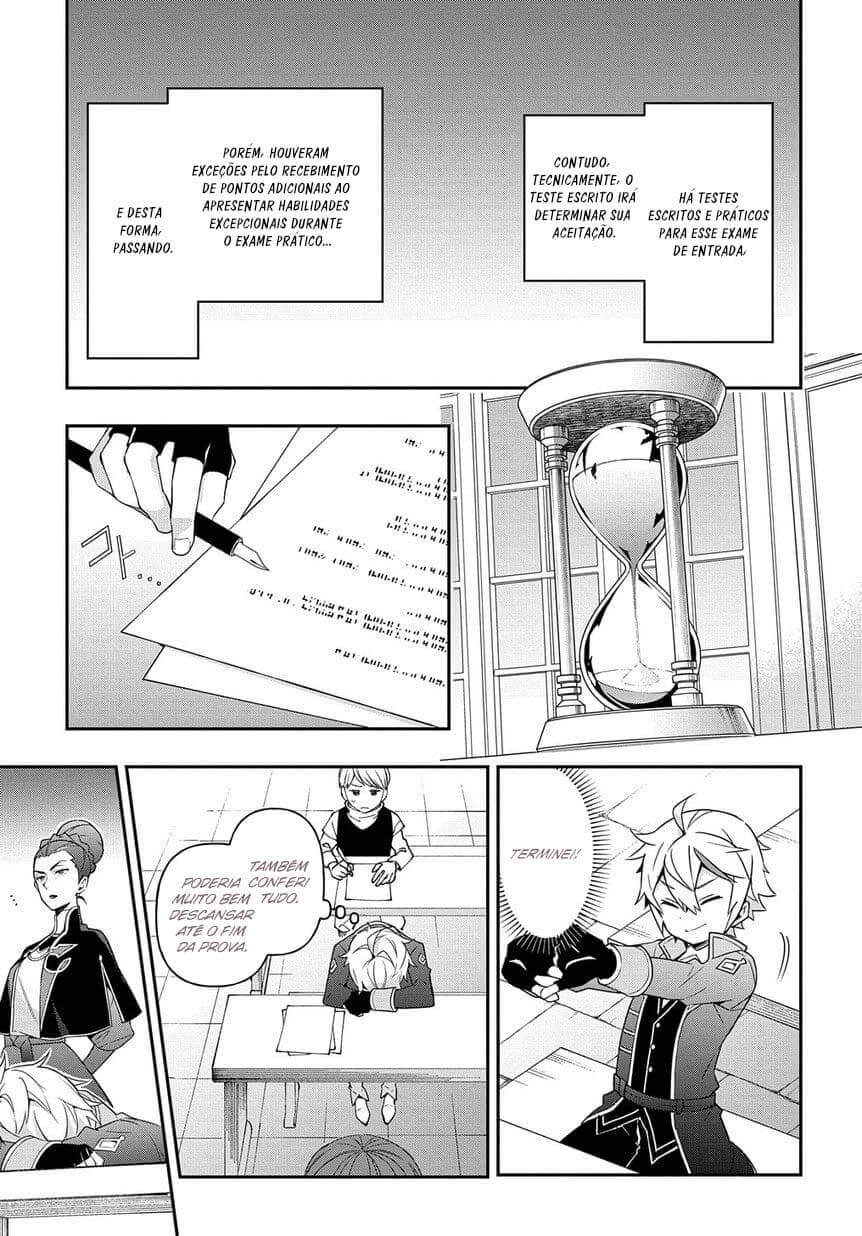 HÁ TESTES
ESCRITOS E PRÁTICOS
PARA ESSE EXAME
DE ENTRADA,
CONTUDO,
TECNICAMENTE, O
TESTE ESCRITO IRÁ
DETERMINAR SUA
ACEITAÇÃO.
PORÉM, HOUVERAM
EXCEÇÕES PELO RECEBIMENTO
DE PONTOS ADICIONAIS AO
APRESENTAR HABILIDADES
EXCEPCIONAIS DURANTE
O EXAME PRÁTICO...
E DESTA
FORMA,
PASSANDO.
カキ...
TERMINEI!
TAMBÉM
PODERIA CONFERI
MUITO BEM TUDO.
DESCANSAR
ATÉ O FIM
DA PROVA.